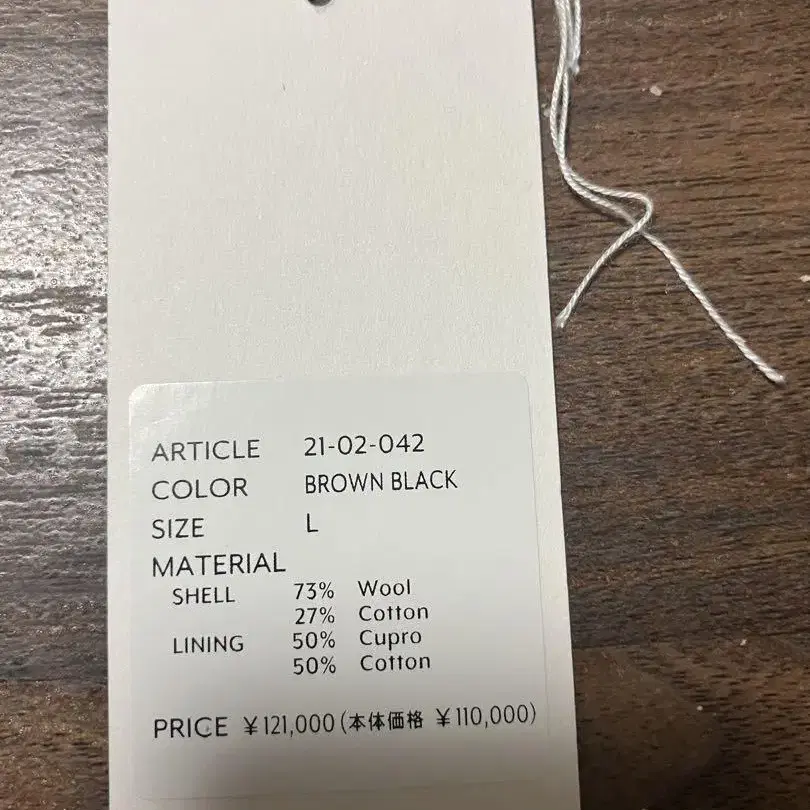 ARTICLE 21-02-042
COLOR BROWN BLACK
SIZE L
MATERIAL
SHELL 73% Wool
27% Cotton
LINING 50% Cupro
50% Cotton
PRICE ¥121,000(本体価格 ¥110,000)